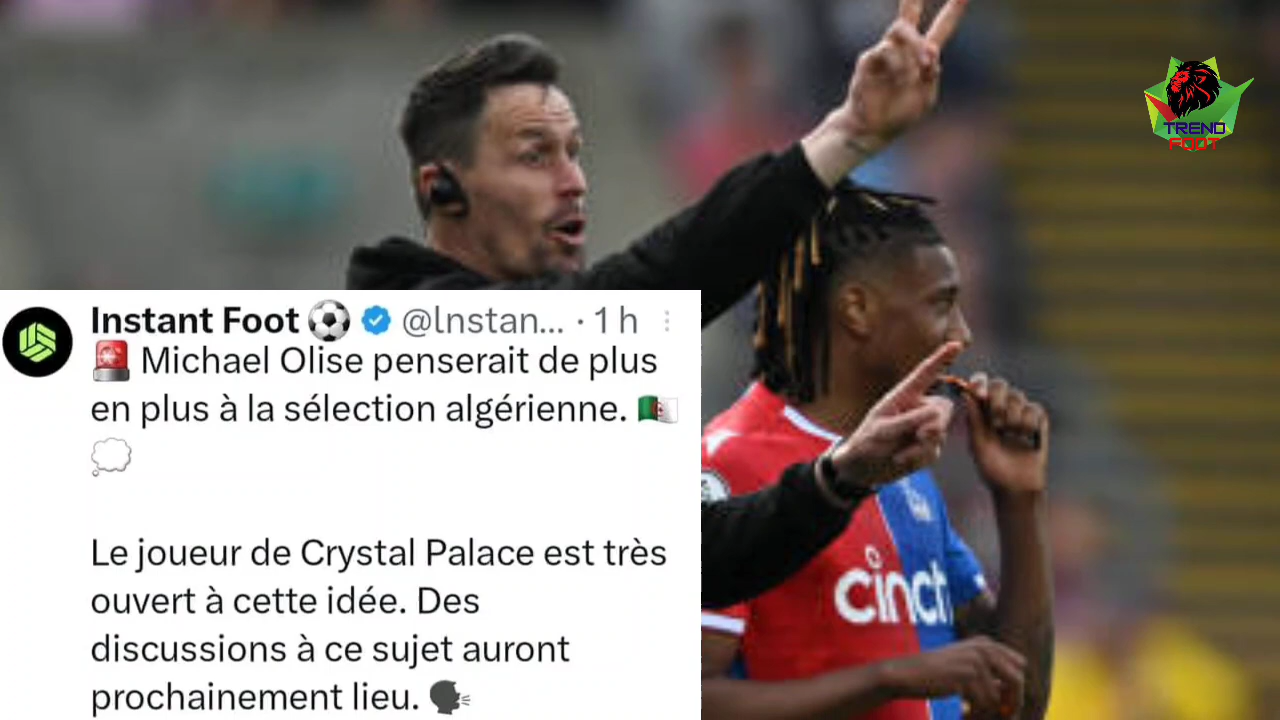 TREND
FOOT
Instant Foot ⚽ @lnstan... · 1 h
🚨 Michael Olise penserait de plus
en plus à la sélection algérienne. 🇩🇿
💭
Le joueur de Crystal Palace est très
ouvert à cette idée. Des
discussions à ce sujet auront
prochainement lieu. 🗣️
cinch